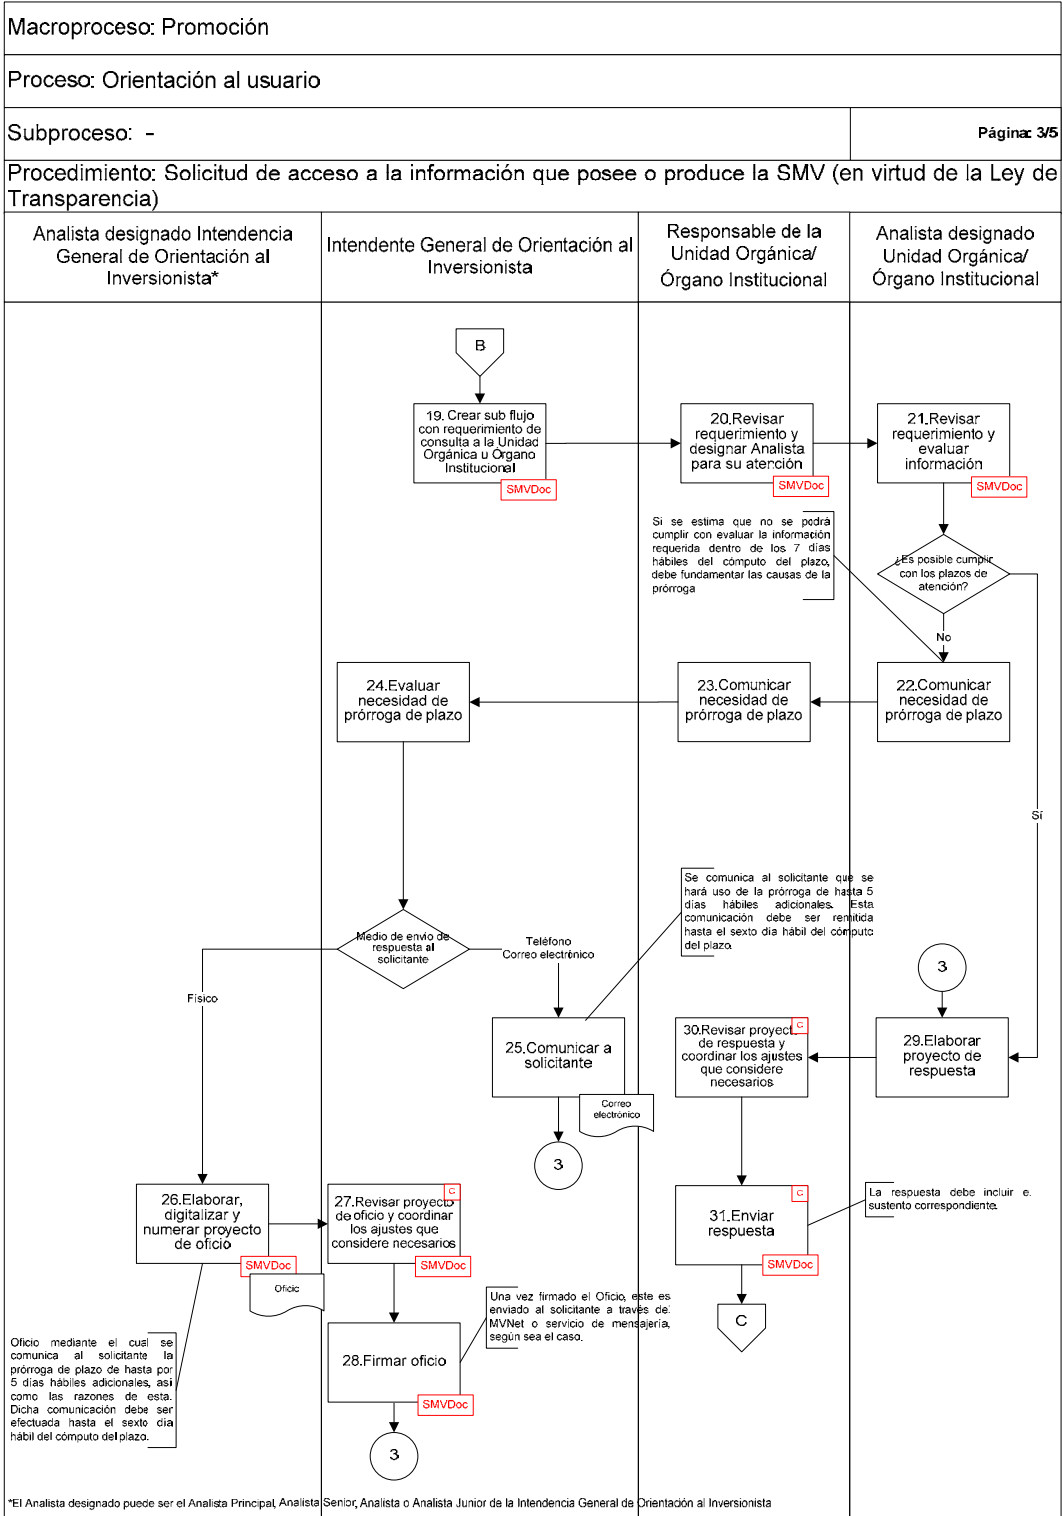 Macroproceso: Promoción
Proceso: Orientación al usuario
Subproceso: -
Página: 3/5
Procedimiento: Solicitud de acceso a la información que posee o produce la SMV (en virtud de la Ley de
Transparencia)
Analista designado Intendencia
General de Orientación al
Inversionista*
Intendente General de Orientación al
Inversionista
Responsable de la
Unidad Orgánica/
Órgano Institucional
Analista designado
Unidad Orgánica/
Órgano Institucional
B
19. Crear sub flujo
con requerimiento de
consulta a la Unidad
Orgánica u Órgano
Institucional
SMVDoc
20.Revisar
requerimiento y
designar Analista
para su atención
SMVDoc
21.Revisar
requerimiento y
evaluar
información
SMVDoc
Si se estima que no se podrá
cumplir con evaluar la información
requerida dentro de los 7 días
hábiles del cómputo del plazo,
debe fundamentar las causas de la
prórroga
¿Es posible cumplir
con los plazos de
atención?
No
24.Evaluar
necesidad de
prórroga de plazo
23.Comunicar
necesidad de
prórroga de plazo
22.Comunicar
necesidad de
prórroga de plazo
Sí
Se comunica al solicitante que se
hará uso de la prórroga de hasta 5
días hábiles adicionales. Esta
comunicación debe ser remitida
hasta el sexto día hábil del cómputo
del plazo.
Medio de envío de
respuesta al
solicitante
Teléfono
Correo electrónico
Físico
3
25.Comunicar a
solicitante
Correo
electrónico
3
30.Revisar proyecto
de respuesta y
coordinar los ajustes
que considere
necesarios
C
29.Elaborar
proyecto de
respuesta
26.Elaborar,
digitalizar y
numerar proyecto
de oficio
SMVDoc
Oficio
27.Revisar proyecto
de oficio y coordinar
los ajustes que
considere necesarios
C
SMVDoc
31.Enviar
respuesta
C
SMVDoc
La respuesta debe incluir e.
sustento correspondiente.
C
Una vez firmado el Oficio, este es
enviado al solicitante a través de:
MVNet o servicio de mensajería,
según sea el caso.
28.Firmar oficio
SMVDoc
3
Oficio mediante el cual se
comunica al solicitante la
prórroga de plazo de hasta por
5 días hábiles adicionales, así
como las razones de esta.
Dicha comunicación debe ser
efectuada hasta el sexto día
hábil del cómputo del plazo.
*El Analista designado puede ser el Analista Principal, Analista Senior, Analista o Analista Junior de la Intendencia General de Orientación al Inversionista